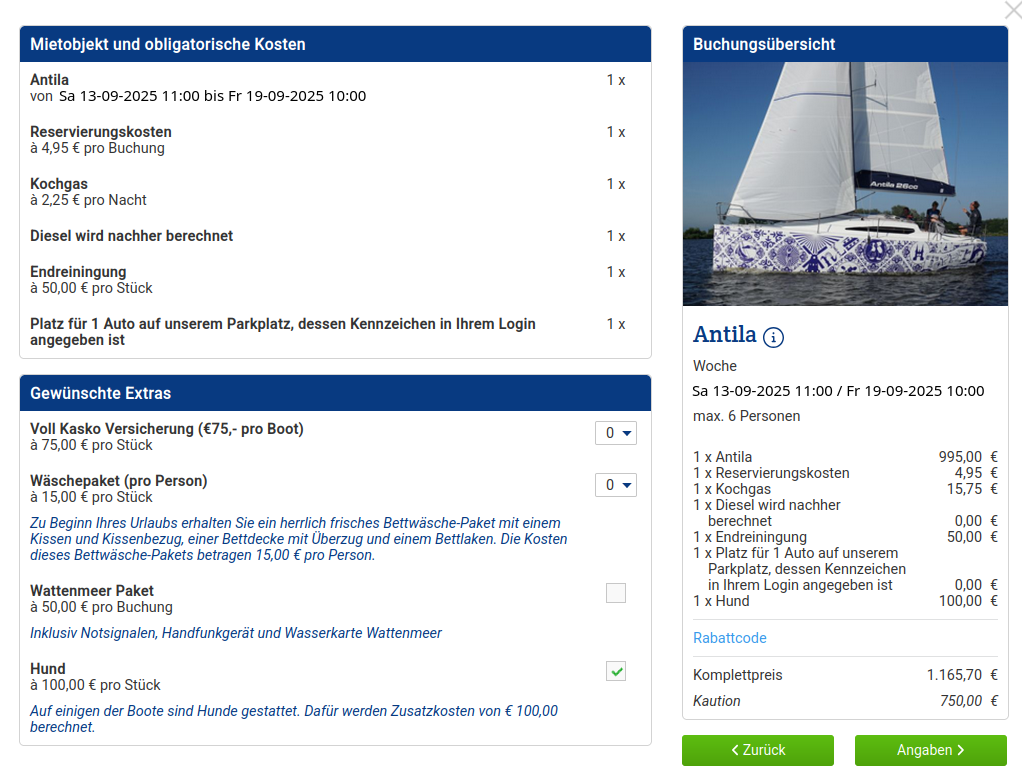 Mietobjekt und obligatorische Kosten
Antila
1 x
von Sa 13-09-2025 11:00 bis Fr 19-09-2025 10:00
Reservierungskosten
1 x
à 4,95 € pro Buchung
Kochgas
1 x
à 2,25 € pro Nacht
Diesel wird nachher berechnet
1 x
Endreiningung
1 x
à 50,00 € pro Stück
Platz für 1 Auto auf unserem Parkplatz, dessen Kennzeichen in Ihrem Login
1 x
angegeben ist
Gewünschte Extras
Voll Kasko Versicherung (€75,- pro Boot)
0
à 75,00 € pro Stück
Wäschepaket (pro Person)
0
à 15,00 € pro Stück
Zu Beginn Ihres Urlaubs erhalten Sie ein herrlich frisches Bettwäsche-Paket mit einem
Kissen und Kissenbezug, einer Bettdecke mit Überzug und einem Bettlaken. Die Kosten
dieses Bettwäsche-Pakets betragen 15,00 € pro Person.
Wattenmeer Paket
à 50,00 € pro Buchung
Inklusiv Notsignalen, Handfunkgerät und Wasserkarte Wattenmeer
Hund
à 100,00 € pro Stück
Auf einigen der Boote sind Hunde gestattet. Dafür werden Zusatzkosten von € 100,00
berechnet.
Buchungsübersicht
Antila 26cc
Antila
Woche
Sa 13-09-2025 11:00 / Fr 19-09-2025 10:00
max. 6 Personen
1 x Antila 995,00 €
1 x Reservierungskosten 4,95 €
1 x Kochgas 15,75 €
1 x Diesel wird nachher
berechnet 0,00 €
1 x Endreiningung 50,00 €
1 x Platz für 1 Auto auf unserem
Parkplatz, dessen Kennzeichen
in Ihrem Login angegeben ist 0,00 €
1 x Hund 100,00 €
Rabattcode
Komplettpreis 1.165,70 €
Kaution 750,00 €
Zurück
Angaben